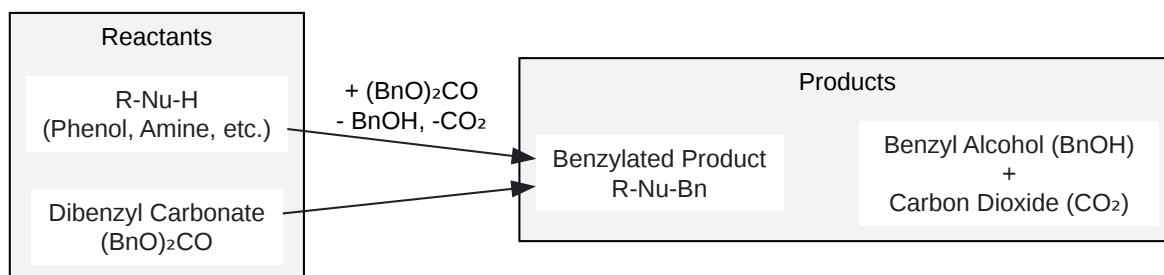 Reactants
R-Nu-H
(Phenol, Amine, etc.)
Dibenzyl Carbonate
(BnO)₂CO
+ (BnO)₂CO
- BnOH, -CO₂
Products
Benzylated Product
R-Nu-Bn
Benzyl Alcohol (BnOH)
+
Carbon Dioxide (CO₂)